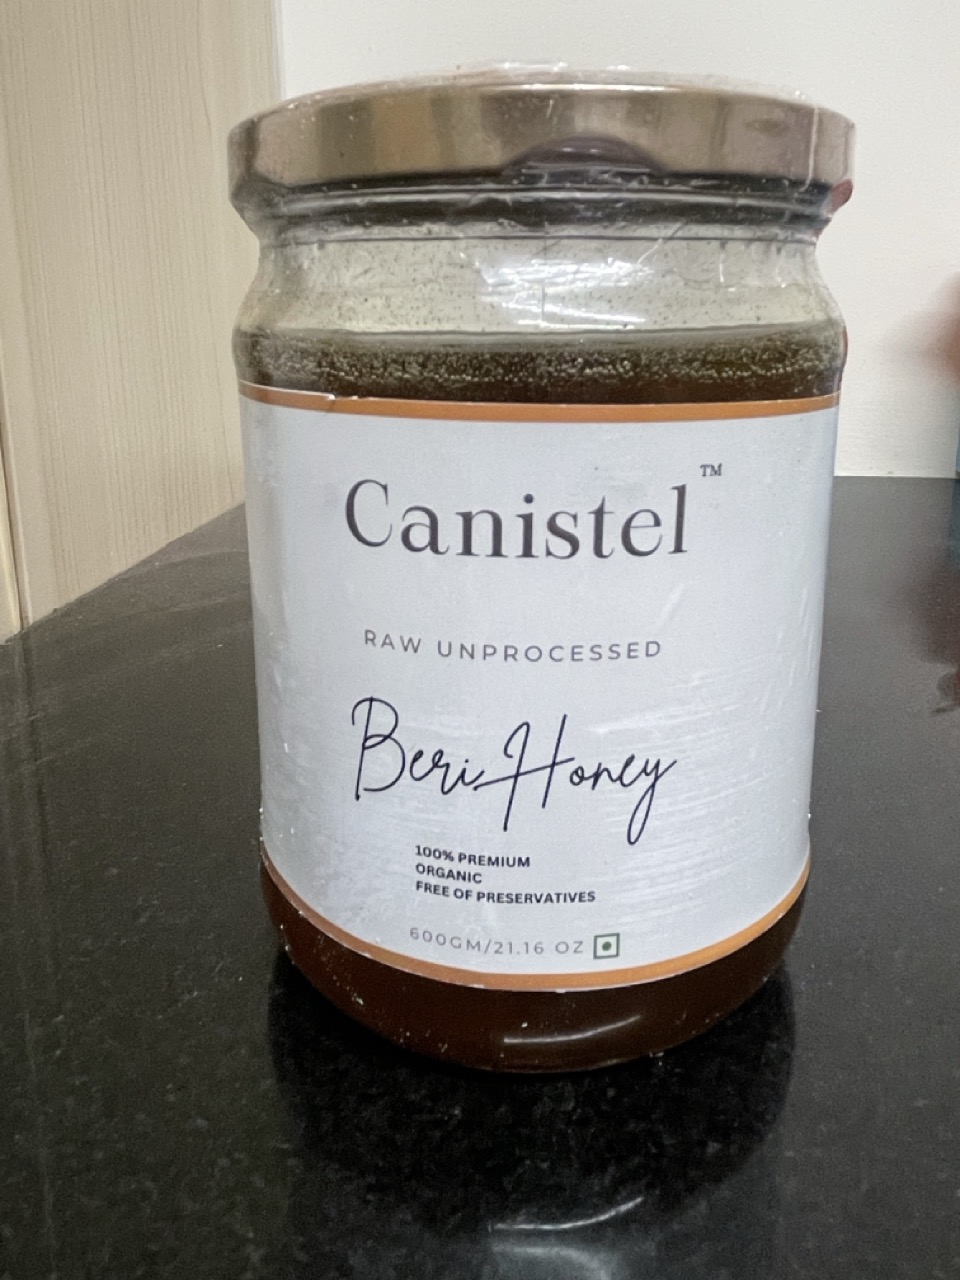 Canistel™
RAW UNPROCESSED
Beri Honey
100% PREMIUM
ORGANIC
FREE OF PRESERVATIVES
600GM/21.16 OZ